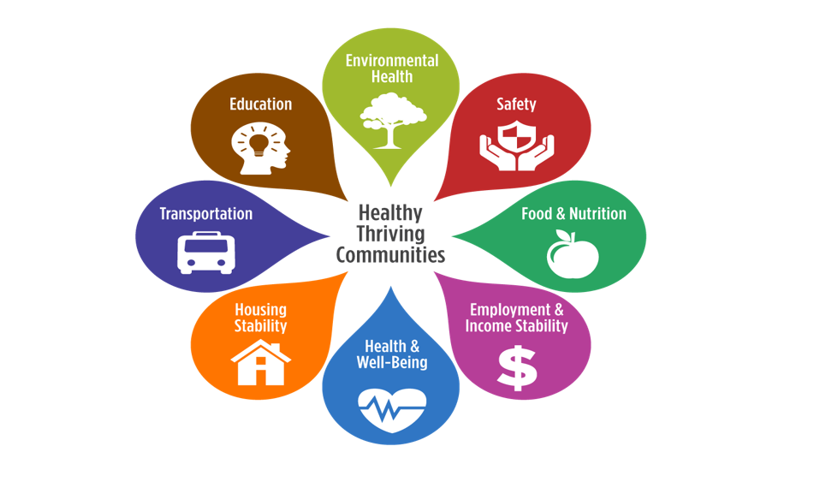 Environmental
Health
Safety
Food & Nutrition
Employment &
Income Stability
Health &
Well-Being
Housing
Stability
Transportation
Education
Healthy
Thriving
Communities
$